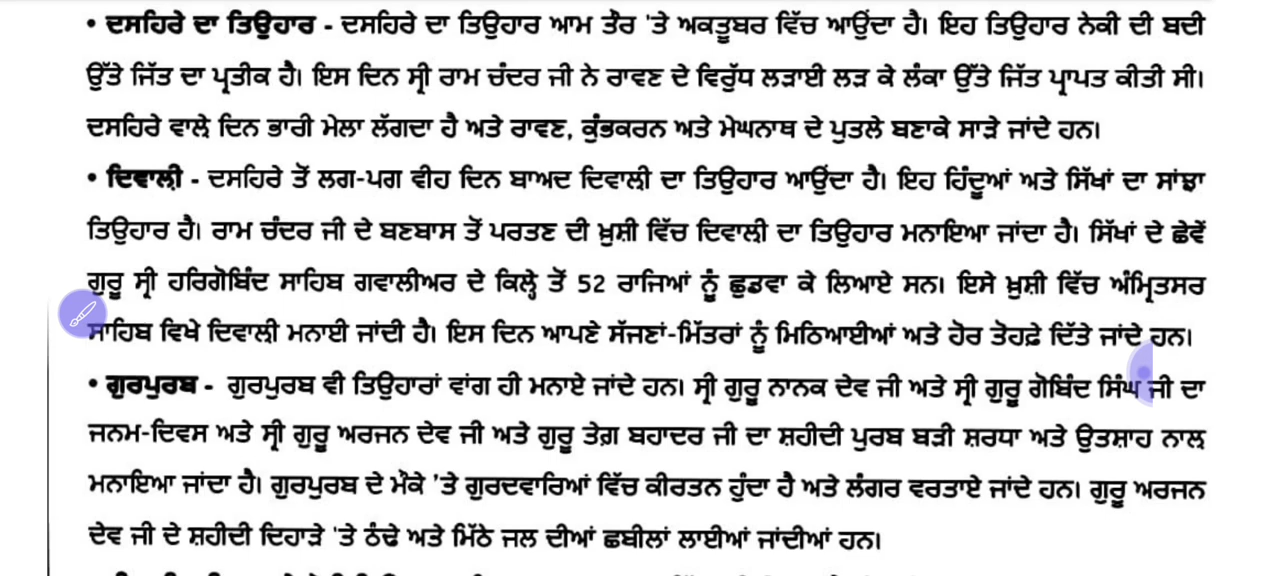 • ਦਸਹਿਰੇ ਦਾ ਤਿਉਹਾਰ - ਦਸਹਿਰੇ ਦਾ ਤਿਉਹਾਰ ਆਮ ਤੌਰ 'ਤੇ ਅਕਤੂਬਰ ਵਿੱਚ ਆਉਂਦਾ ਹੈ। ਇਹ ਤਿਉਹਾਰ ਨੇਕੀ ਦੀ ਬਦੀ
ਉੱਤੇ ਜਿੱਤ ਦਾ ਪ੍ਰਤੀਕ ਹੈ। ਇਸ ਦਿਨ ਸ੍ਰੀ ਰਾਮ ਚੰਦਰ ਜੀ ਨੇ ਰਾਵਣ ਦੇ ਵਿਰੁੱਧ ਲੜਾਈ ਲੜ ਕੇ ਲੰਕਾ ਉੱਤੇ ਜਿੱਤ ਪ੍ਰਾਪਤ ਕੀਤੀ ਸੀ।
ਦਸਹਿਰੇ ਵਾਲ਼ੇ ਦਿਨ ਭਾਰੀ ਮੇਲਾ ਲੱਗਦਾ ਹੈ ਅਤੇ ਰਾਵਣ, ਕੁੰਭਕਰਨ ਅਤੇ ਮੇਘਨਾਥ ਦੇ ਪੁਤਲੇ ਬਣਾਕੇ ਸਾੜੇ ਜਾਂਦੇ ਹਨ।
• ਦਿਵਾਲ਼ੀ - ਦਸਹਿਰੇ ਤੋਂ ਲਗ-ਪਗ ਵੀਹ ਦਿਨ ਬਾਅਦ ਦਿਵਾਲ਼ੀ ਦਾ ਤਿਉਹਾਰ ਆਉਂਦਾ ਹੈ। ਇਹ ਹਿੰਦੂਆਂ ਅਤੇ ਸਿੱਖਾਂ ਦਾ ਸਾਂਝਾ
ਤਿਉਹਾਰ ਹੈ। ਰਾਮ ਚੰਦਰ ਜੀ ਦੇ ਬਣਬਾਸ ਤੋਂ ਪਰਤਣ ਦੀ ਖ਼ੁਸ਼ੀ ਵਿੱਚ ਦਿਵਾਲ਼ੀ ਦਾ ਤਿਉਹਾਰ ਮਨਾਇਆ ਜਾਂਦਾ ਹੈ। ਸਿੱਖਾਂ ਦੇ ਛੇਵੇਂ
ਗੁਰੂ ਸ੍ਰੀ ਹਰਿਗੋਬਿੰਦ ਸਾਹਿਬ ਗਵਾਲੀਅਰ ਦੇ ਕਿਲ੍ਹੇ ਤੋਂ 52 ਰਾਜਿਆਂ ਨੂੰ ਛੁਡਵਾ ਕੇ ਲਿਆਏ ਸਨ। ਇਸੇ ਖ਼ੁਸ਼ੀ ਵਿੱਚ ਅੰਮ੍ਰਿਤਸਰ
ਸਾਹਿਬ ਵਿਖੇ ਦਿਵਾਲ਼ੀ ਮਨਾਈ ਜਾਂਦੀ ਹੈ। ਇਸ ਦਿਨ ਆਪਣੇ ਸੱਜਣਾਂ-ਮਿੱਤਰਾਂ ਨੂੰ ਮਿਠਿਆਈਆਂ ਅਤੇ ਹੋਰ ਤੋਹਫ਼ੇ ਦਿੱਤੇ ਜਾਂਦੇ ਹਨ।
• ਗੁਰਪੁਰਬ - ਗੁਰਪੁਰਬ ਵੀ ਤਿਉਹਾਰਾਂ ਵਾਂਗ ਹੀ ਮਨਾਏ ਜਾਂਦੇ ਹਨ। ਸ੍ਰੀ ਗੁਰੂ ਨਾਨਕ ਦੇਵ ਜੀ ਅਤੇ ਸ੍ਰੀ ਗੁਰੂ ਗੋਬਿੰਦ ਸਿੰਘ ਜੀ ਦਾ
ਜਨਮ-ਦਿਵਸ ਅਤੇ ਸ੍ਰੀ ਗੁਰੂ ਅਰਜਨ ਦੇਵ ਜੀ ਅਤੇ ਗੁਰੂ ਤੇਗ਼ ਬਹਾਦਰ ਜੀ ਦਾ ਸ਼ਹੀਦੀ ਪੁਰਬ ਬੜੀ ਸ਼ਰਧਾ ਅਤੇ ਉਤਸ਼ਾਹ ਨਾਲ਼
ਮਨਾਇਆ ਜਾਂਦਾ ਹੈ। ਗੁਰਪੁਰਬ ਦੇ ਮੌਕੇ 'ਤੇ ਗੁਰਦਵਾਰਿਆਂ ਵਿੱਚ ਕੀਰਤਨ ਹੁੰਦਾ ਹੈ ਅਤੇ ਲੰਗਰ ਵਰਤਾਏ ਜਾਂਦੇ ਹਨ। ਗੁਰੂ ਅਰਜਨ
ਦੇਵ ਜੀ ਦੇ ਸ਼ਹੀਦੀ ਦਿਹਾੜੇ 'ਤੇ ਠੰਢੇ ਅਤੇ ਮਿੱਠੇ ਜਲ ਦੀਆਂ ਛਬੀਲਾਂ ਲਾਈਆਂ ਜਾਂਦੀਆਂ ਹਨ।